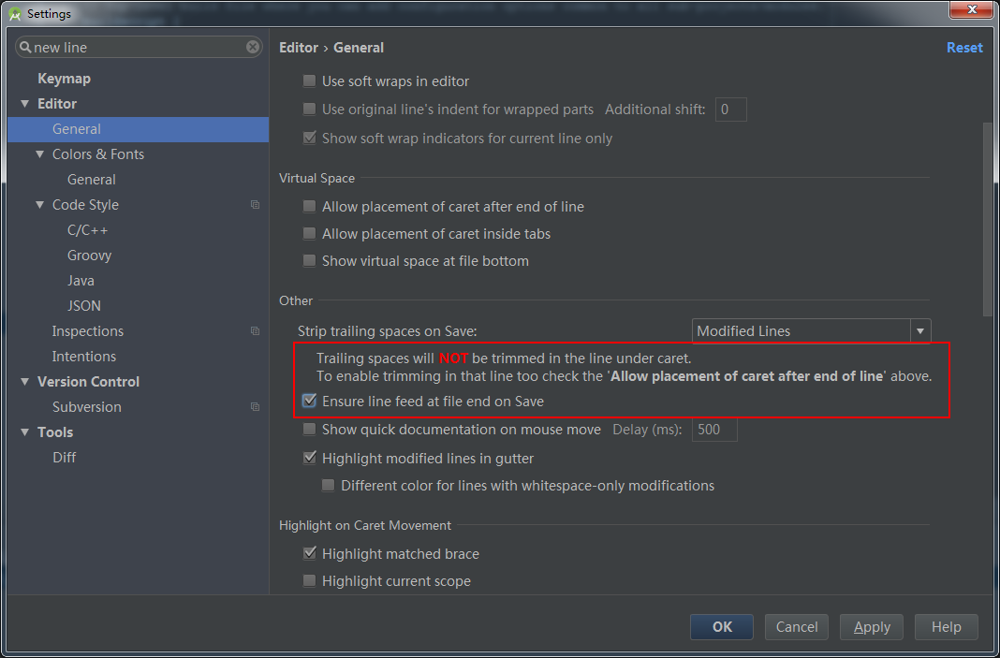 Settings
new line
Keymap
Editor
General
Colors & Fonts
General
Code Style
C/C++
Groovy
Java
JSON
Inspections
Intentions
Version Control
Subversion
Tools
Diff
Editor › General
Reset
Use soft wraps in editor
Use original line's indent for wrapped parts Additional shift: 0
Show soft wrap indicators for current line only
Virtual Space
Allow placement of caret after end of line
Allow placement of caret inside tabs
Show virtual space at file bottom
Other
Strip trailing spaces on Save: Modified Lines
Trailing spaces will NOT be trimmed in the line under caret.
To enable trimming in that line too check the 'Allow placement of caret after end of line' above.
Ensure line feed at file end on Save
Show quick documentation on mouse move Delay (ms): 500
Highlight modified lines in gutter
Different color for lines with whitespace-only modifications
Highlight on Caret Movement
Highlight matched brace
Highlight current scope
OK
Cancel
Apply
Help